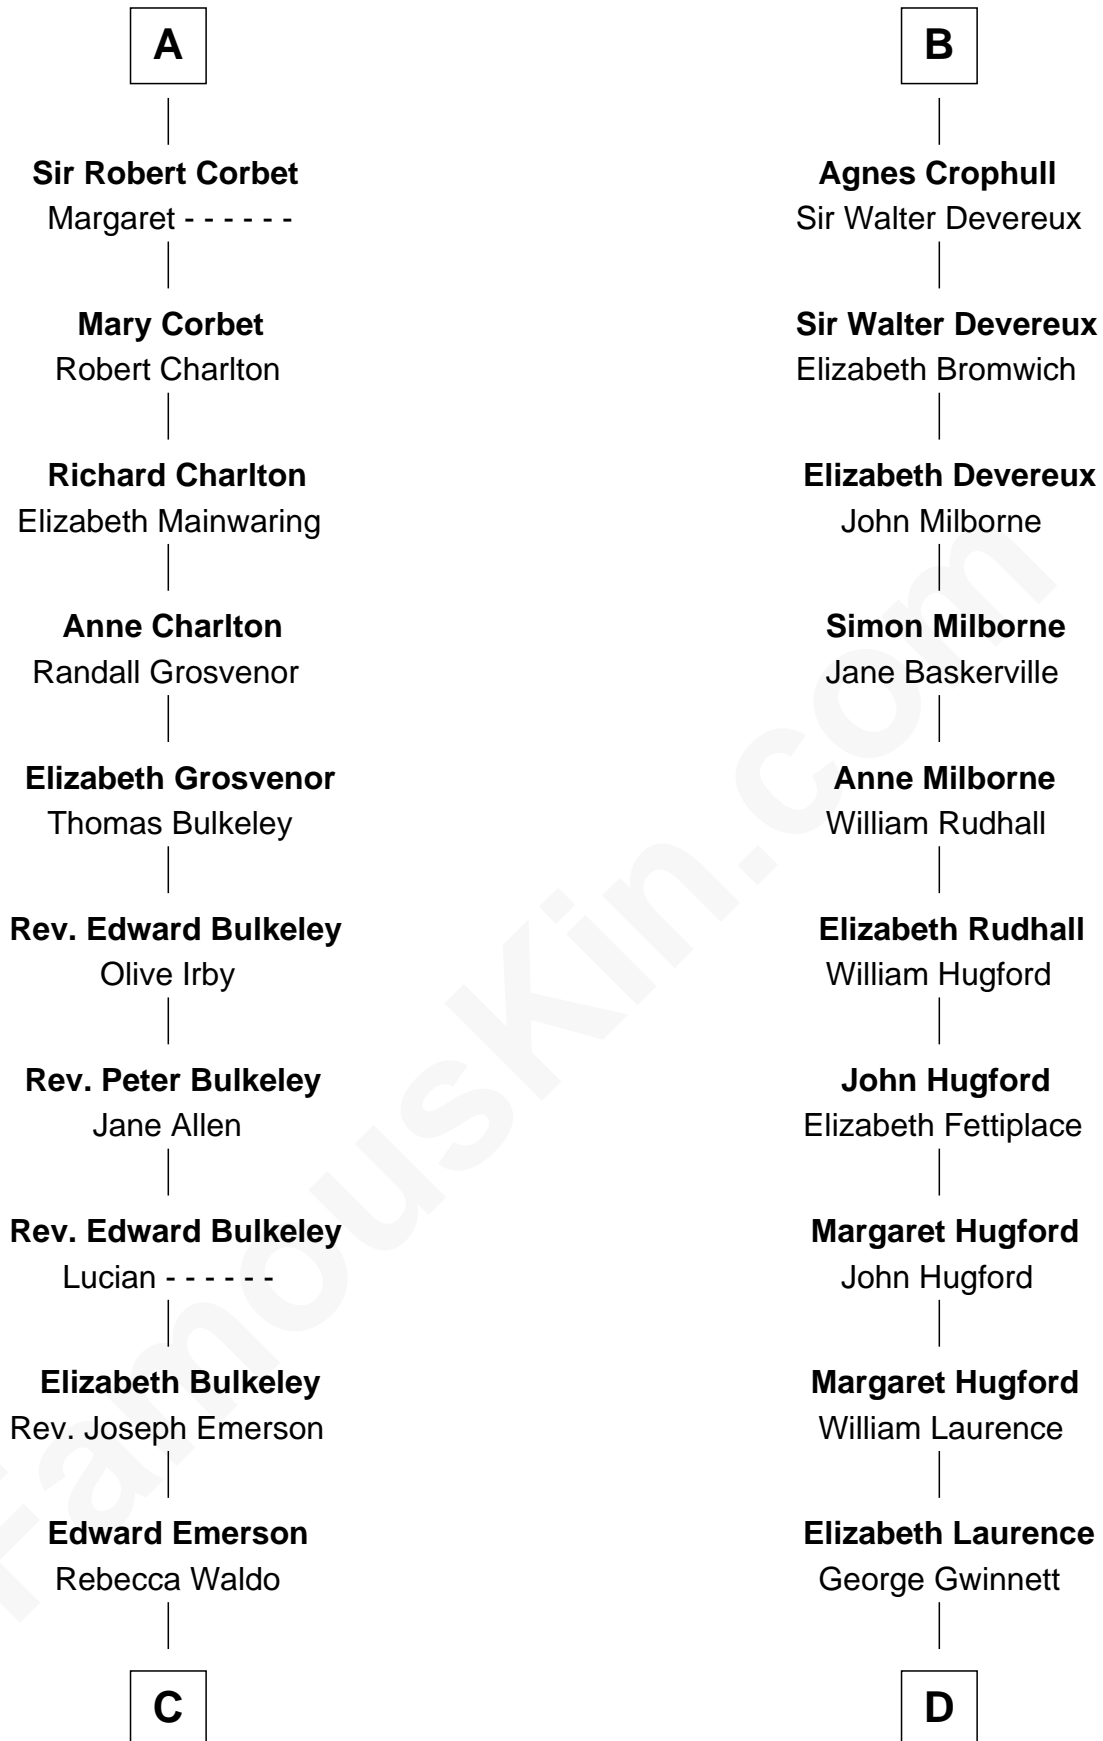 A
Sir Robert Corbet
Margaret - - - - - -
Mary Corbet
Robert Charlton
Richard Charlton
Elizabeth Mainwaring
Anne Charlton
Randall Grosvenor
Elizabeth Grosvenor
Thomas Bulkeley
Rev. Edward Bulkeley
Olive Irby
Rev. Peter Bulkeley
Jane Allen
Rev. Edward Bulkeley
Lucian - - - - - -
Elizabeth Bulkeley
Rev. Joseph Emerson
Edward Emerson
Rebecca Waldo
C
B
Agnes Crophull
Sir Walter Devereux
Sir Walter Devereux
Elizabeth Bromwich
Elizabeth Devereux
John Milborne
Simon Milborne
Jane Baskerville
Anne Milborne
William Rudhall
Elizabeth Rudhall
William Hugford
John Hugford
Elizabeth Fettiplace
Margaret Hugford
John Hugford
Margaret Hugford
William Laurence
Elizabeth Laurence
George Gwinnett
D
FamousKin.com